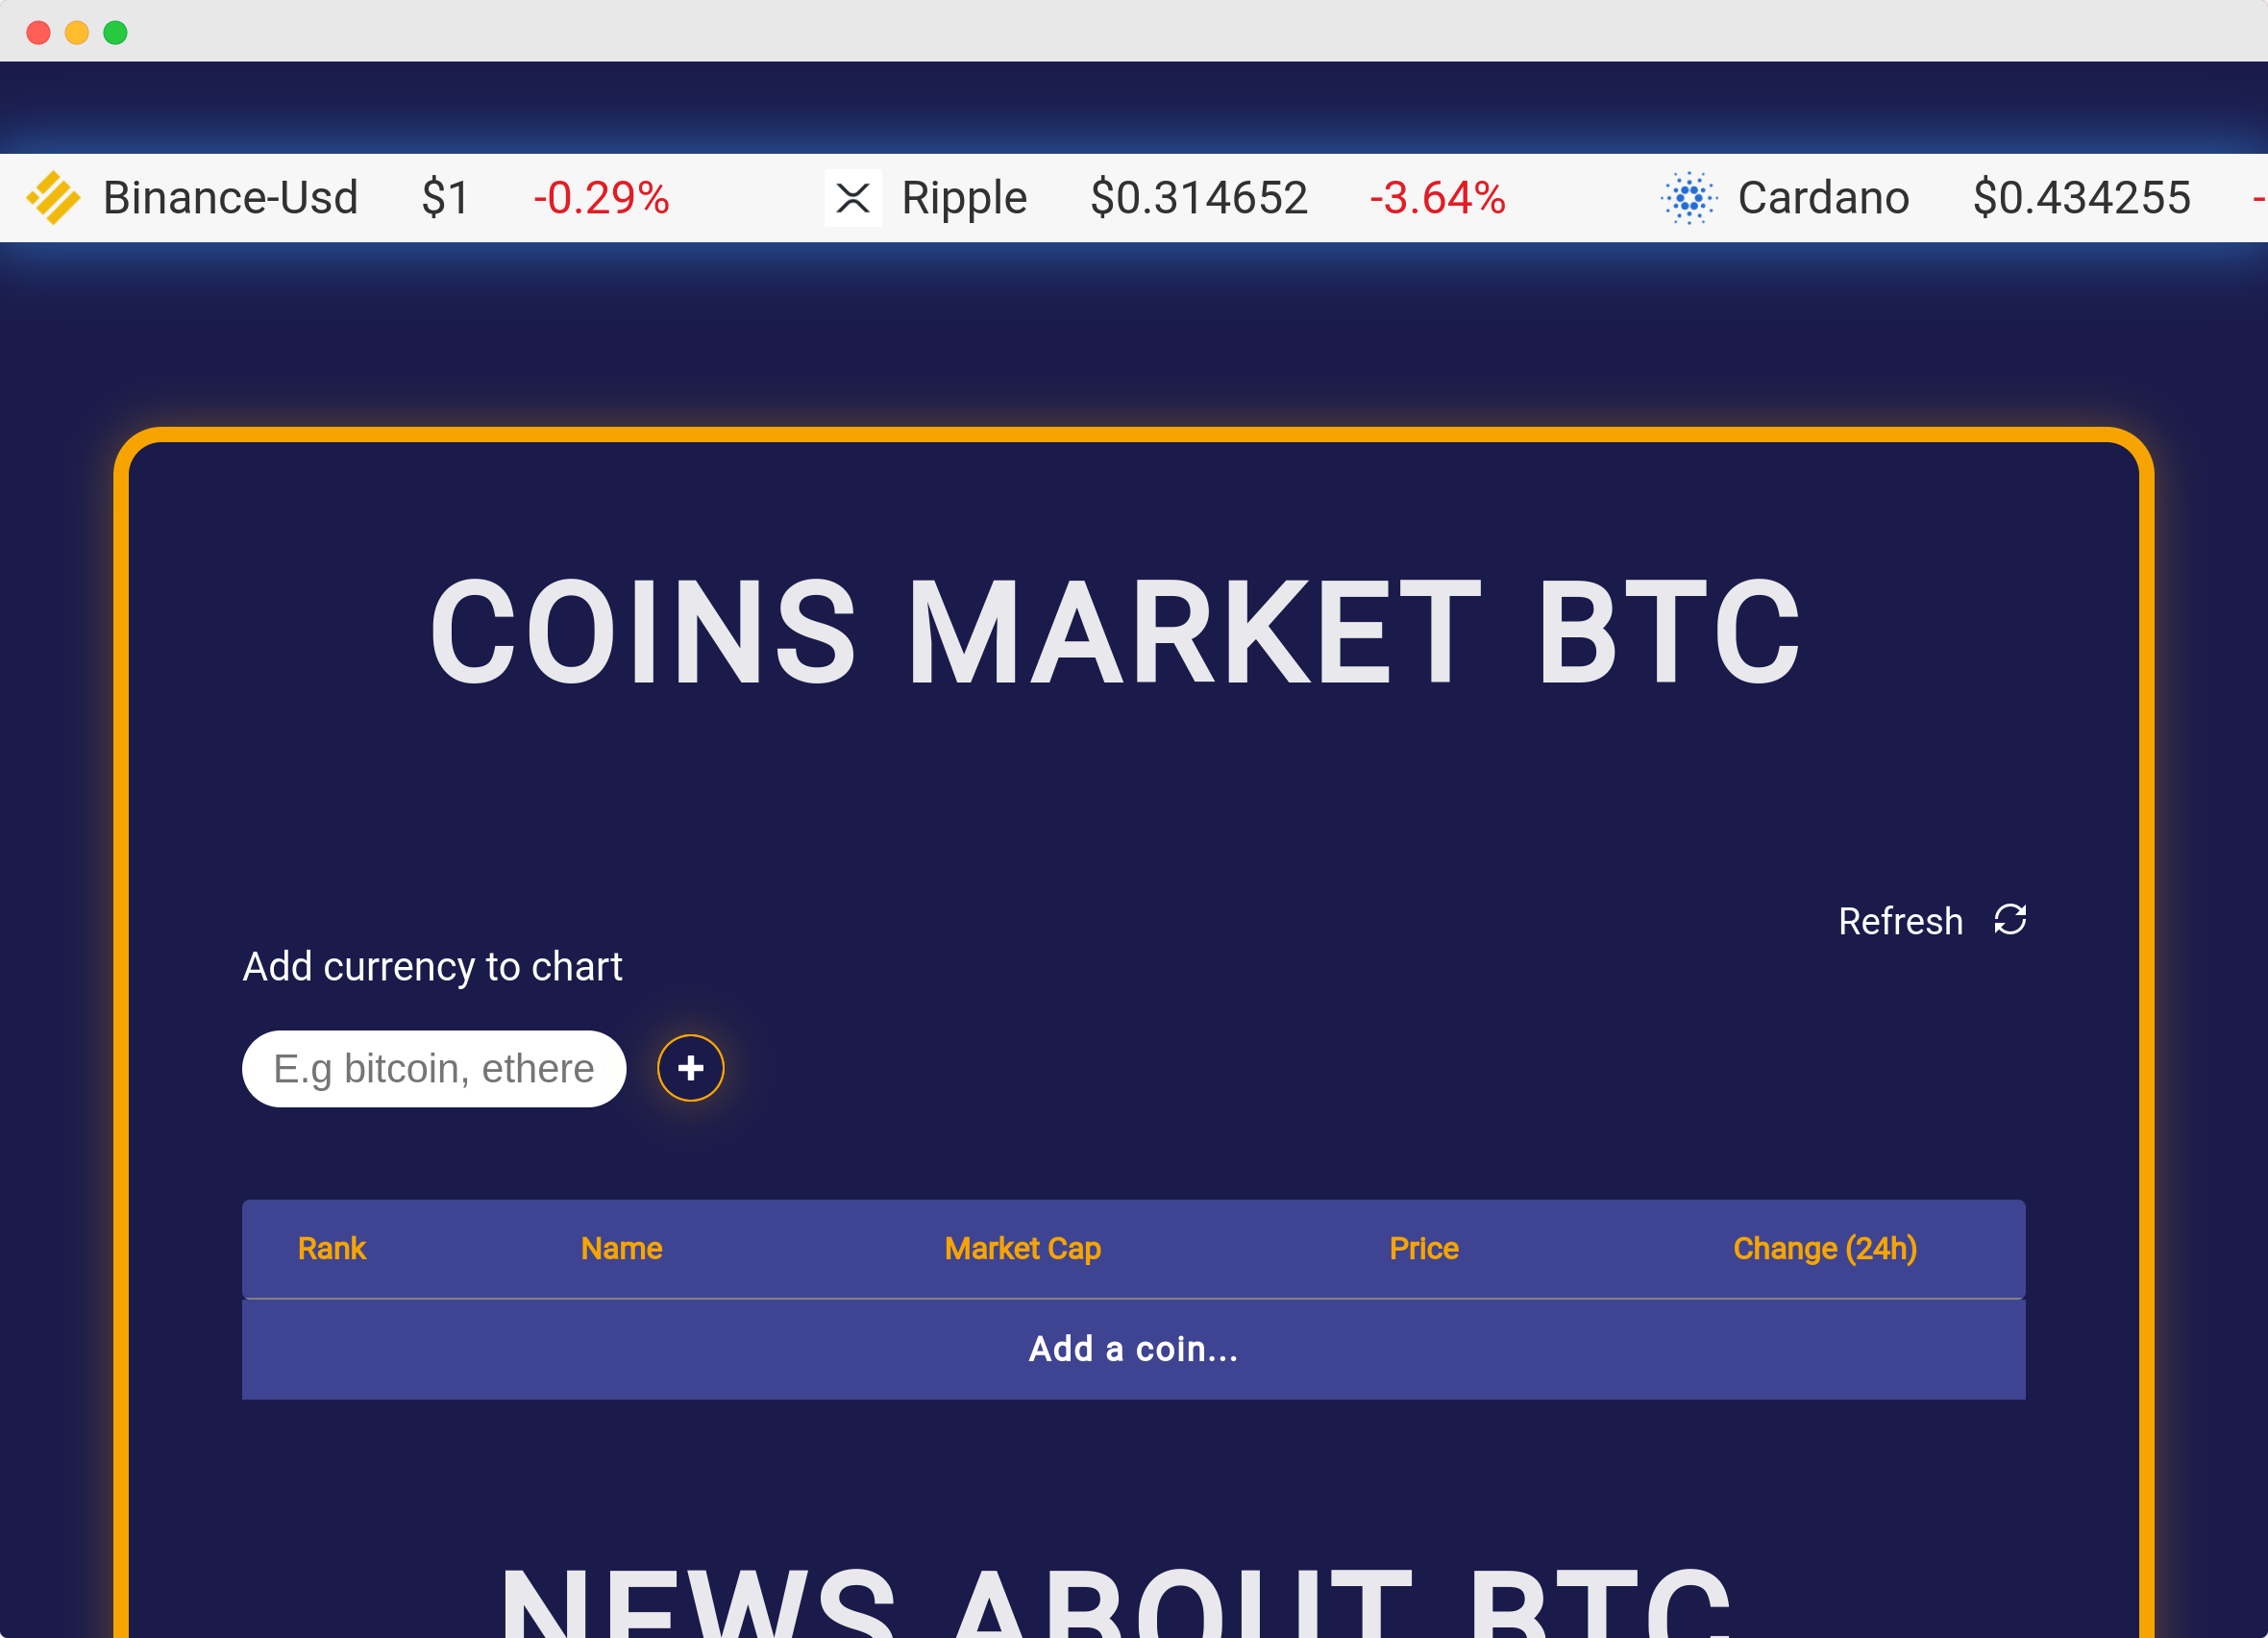 Binance-Usd $1 -0.29% Ripple $0.314652 -3.64% Cardano $0.434255 -
COINS MARKET BTC
Refresh
Add currency to chart
E.g bitcoin, ethere
Rank Name Market Cap Price Change (24h)
Add a coin...
NEWS ABOUT BTC